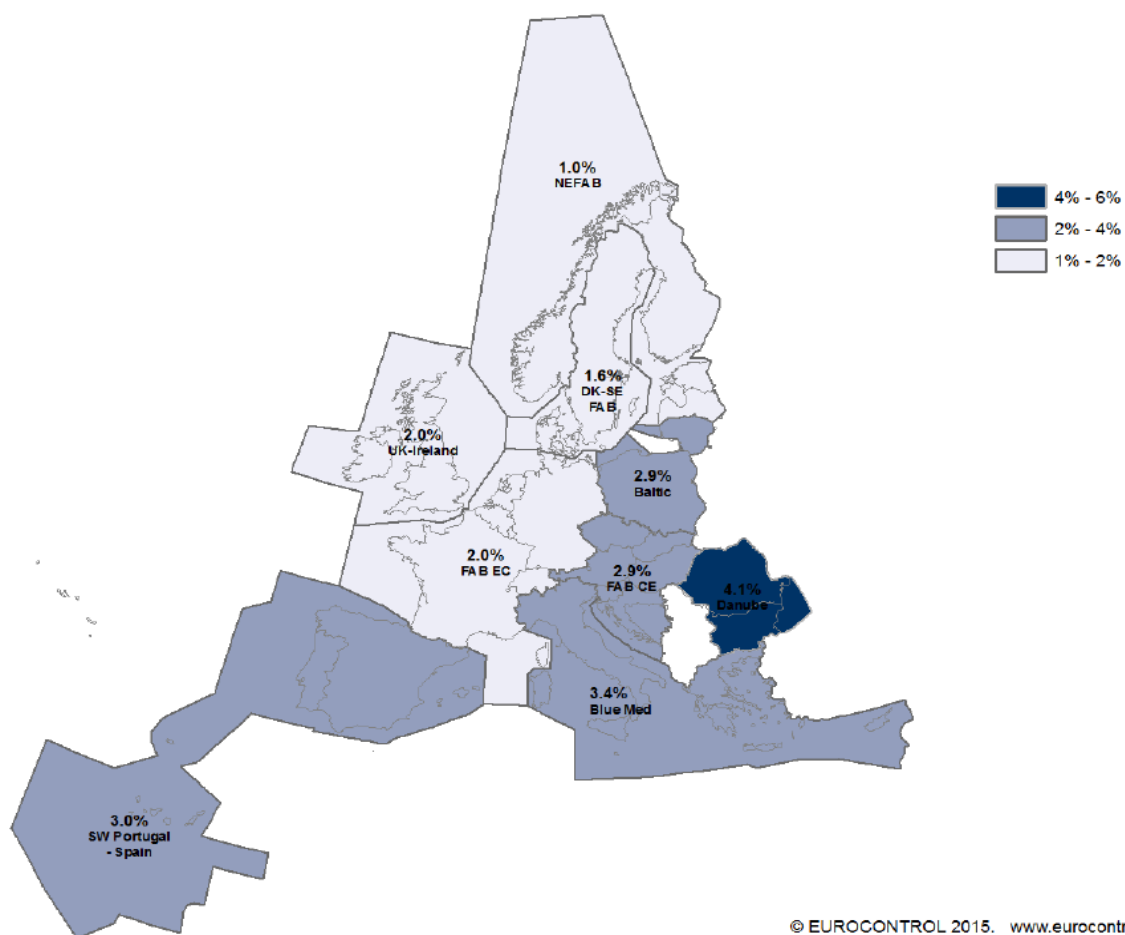 1.0%
NEFAB
4% - 6%
2% - 4%
1% - 2%
1.6%
DK-SE
FAB
2.0%
UK-Ireland
2.9%
Baltic
2.0%
FAB EC
2.9%
FAB CE
4.1%
Danube
3.4%
Blue Med
3.0%
SW Portugal
- Spain
© EUROCONTROL 2015. www.eurocontr